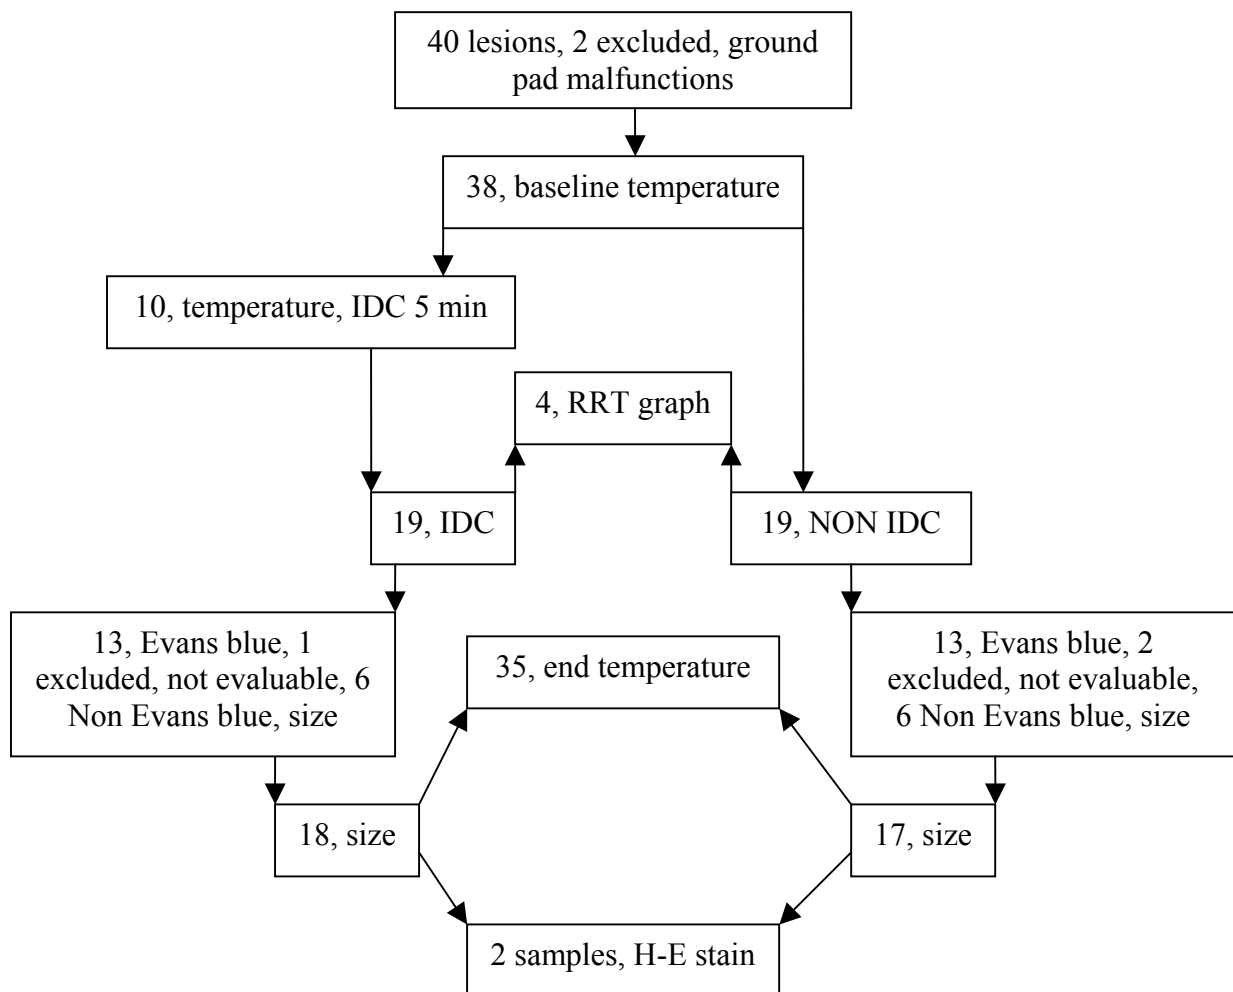 40 lesions, 2 excluded, ground
pad malfunctions
38, baseline temperature
10, temperature, IDC 5 min
4, RRT graph
19, IDC
19, NON IDC
13, Evans blue, 1
excluded, not evaluable, 6
Non Evans blue, size
35, end temperature
13, Evans blue, 2
excluded, not evaluable,
6 Non Evans blue, size
18, size
17, size
2 samples, H-E stain